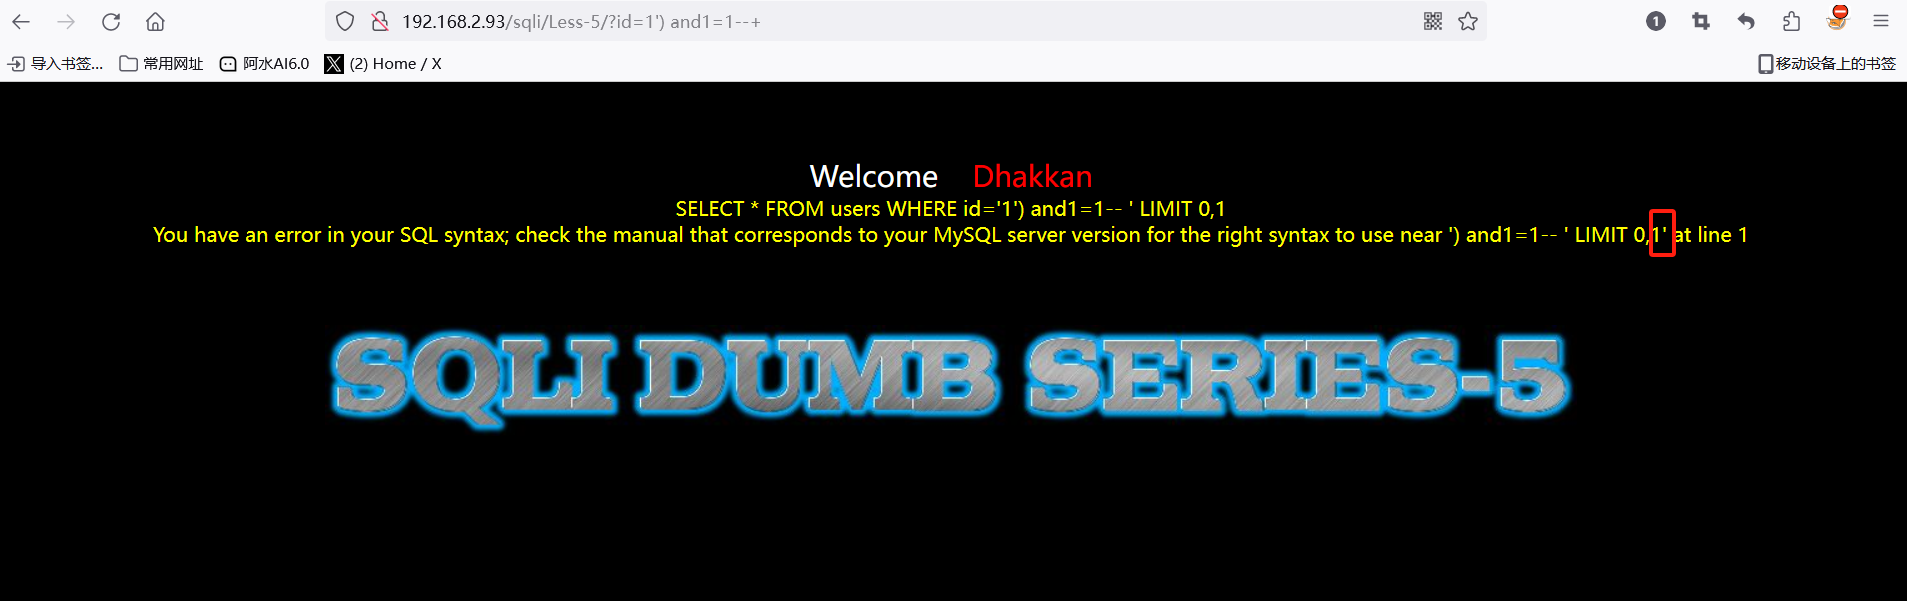 192.168.2.93/sqli/Less-5/?id=1') and1=1--+
1
导入书签... 常用网址 阿水AI6.0 (2) Home / X 移动设备上的书签
Welcome Dhakkan
SELECT * FROM users WHERE id='1') and1=1-- ' LIMIT 0,1
You have an error in your SQL syntax; check the manual that corresponds to your MySQL server version for the right syntax to use near ') and1=1-- ' LIMIT 0,1' at line 1
SQLI DUMB SERIES-5